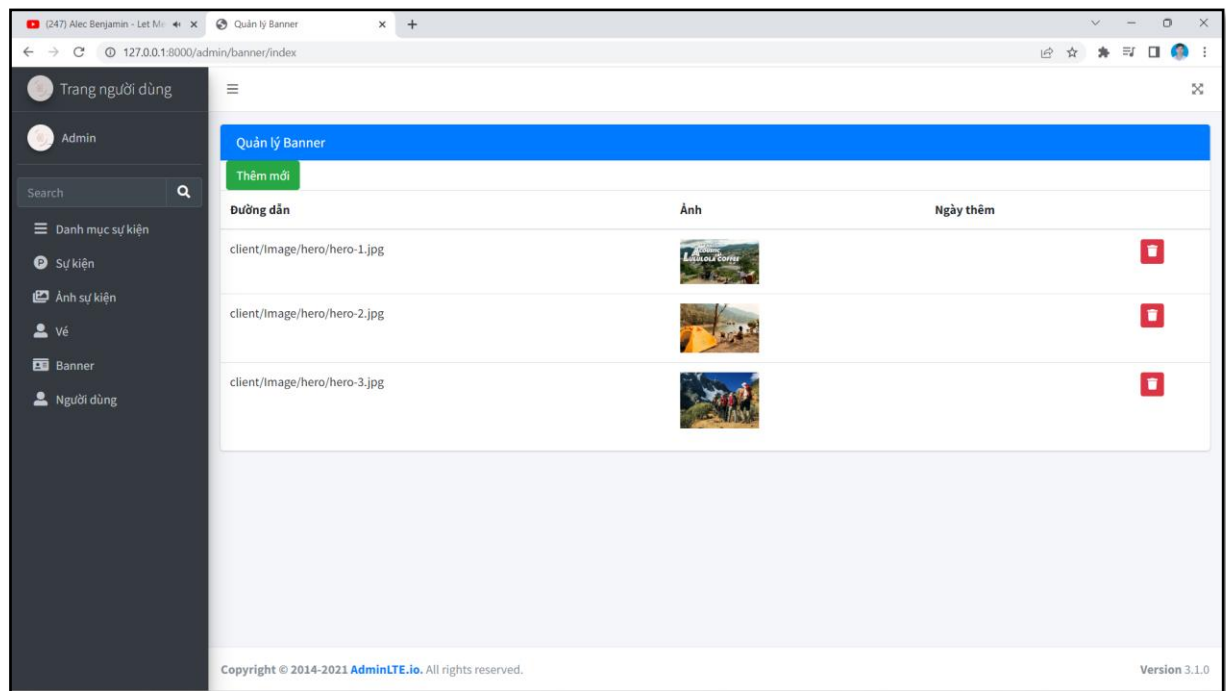 (247) Alec Benjamin - Let Me
Quản lý Banner
127.0.0.1:8000/admin/banner/index
Trang người dùng
Admin
Search
Danh mục sự kiện
Sự kiện
Ảnh sự kiện
Vé
Banner
Người dùng
Quản lý Banner
Thêm mới
Đường dẫn Ảnh Ngày thêm
client/Image/hero/hero-1.jpg
LULULOLA COFFEE
client/Image/hero/hero-2.jpg
client/Image/hero/hero-3.jpg
Copyright © 2014-2021 AdminLTE.io. All rights reserved. Version 3.1.0